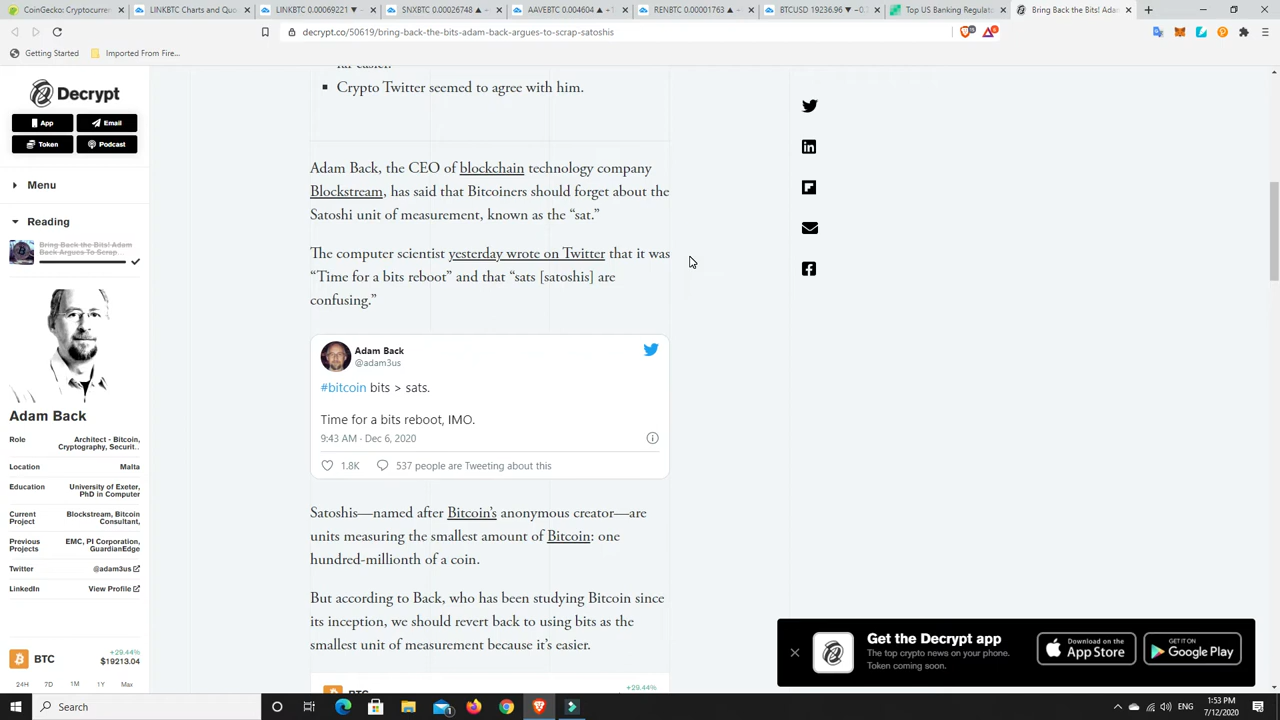 CoinGecko: Cryptocurren
LINKBTC Charts and Quo
LINKBTC 0.00069221 ▼
SNXBTC 0.00026748 ▲
AAVEBTC 0.004604 ▲ +1
RENBTC 0.00001763 ▲
BTCUSD 19236.96 ▼ −0.
Top US Banking Regulato
Bring Back the Bits! Adam
decrypt.co/50619/bring-back-the-bits-adam-back-argues-to-scrap-satoshis
Getting Started
Imported From Fire...
Decrypt
App
Email
Token
Podcast
Menu
Reading
Bring Back the Bits! Adam
Back Argues To Scrap
Adam Back
Role
Architect - Bitcoin,
Cryptography, Securit..
Location
Malta
Education
University of Exeter,
PhD in Computer
Current
Project
Blockstream, Bitcoin
Consultant,
Previous
Projects
EMC, PI Corporation,
GuardianEdge
Twitter
@adam3us
LinkedIn
View Profile
BTC
+29.44%
$19213.04
24H 7D 1M 1Y Max
Crypto Twitter seemed to agree with him.
Adam Back, the CEO of blockchain technology company
Blockstream, has said that Bitcoiners should forget about the
Satoshi unit of measurement, known as the “sat.”
The computer scientist yesterday wrote on Twitter that it was
“Time for a bits reboot” and that “sats [satoshis] are
confusing.”
Adam Back
@adam3us
#bitcoin bits > sats.
Time for a bits reboot, IMO.
9:43 AM · Dec 6, 2020
1.8K
537 people are Tweeting about this
Satoshis—named after Bitcoin’s anonymous creator—are
units measuring the smallest amount of Bitcoin: one
hundred-millionth of a coin.
But according to Back, who has been studying Bitcoin since
its inception, we should revert back to using bits as the
smallest unit of measurement because it’s easier.
+29.44%
Get the Decrypt app
The top crypto news on your phone.
Token coming soon.
Download on the
App Store
GET IT ON
Google Play
Search
ENG
1:53 PM
7/12/2020